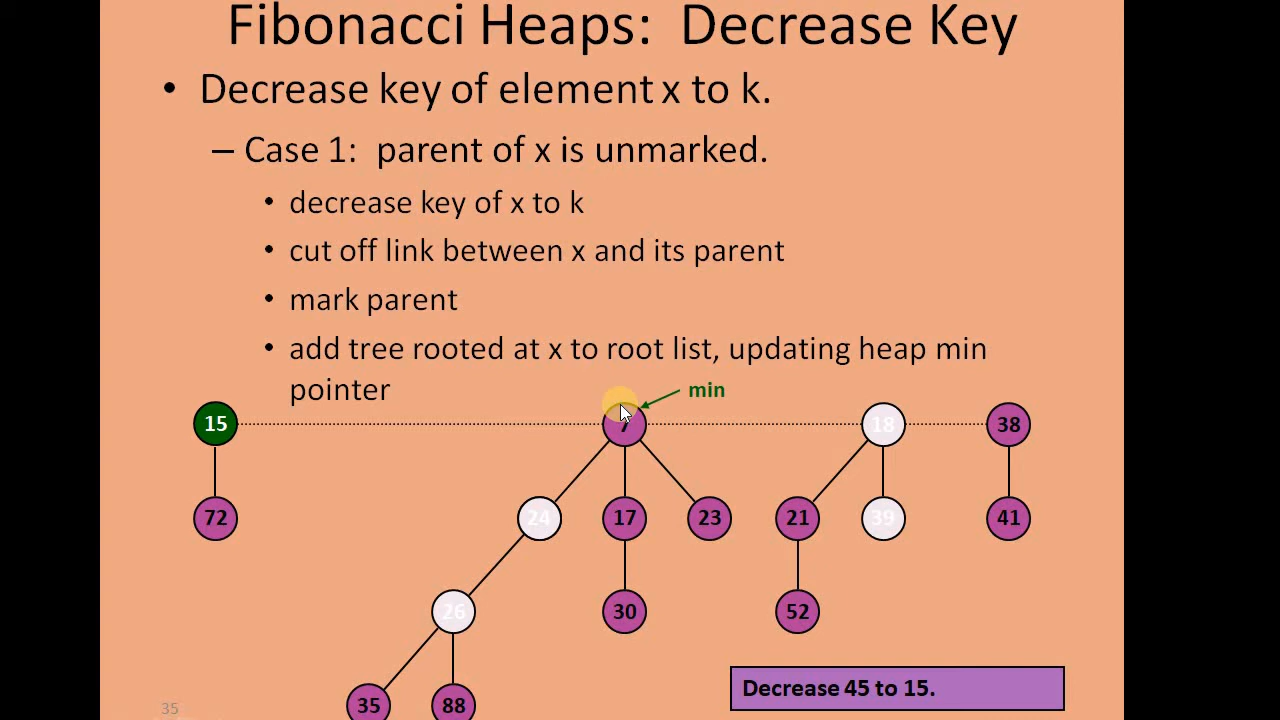 Fibonacci Heaps: Decrease Key
• Decrease key of element x to k.
– Case 1: parent of x is unmarked.
• decrease key of x to k
• cut off link between x and its parent
• mark parent
• add tree rooted at x to root list, updating heap min
pointer
min
15 7 18 38
72 24 17 23 21 39 41
26 30 52
35 88
Decrease 45 to 15.
35